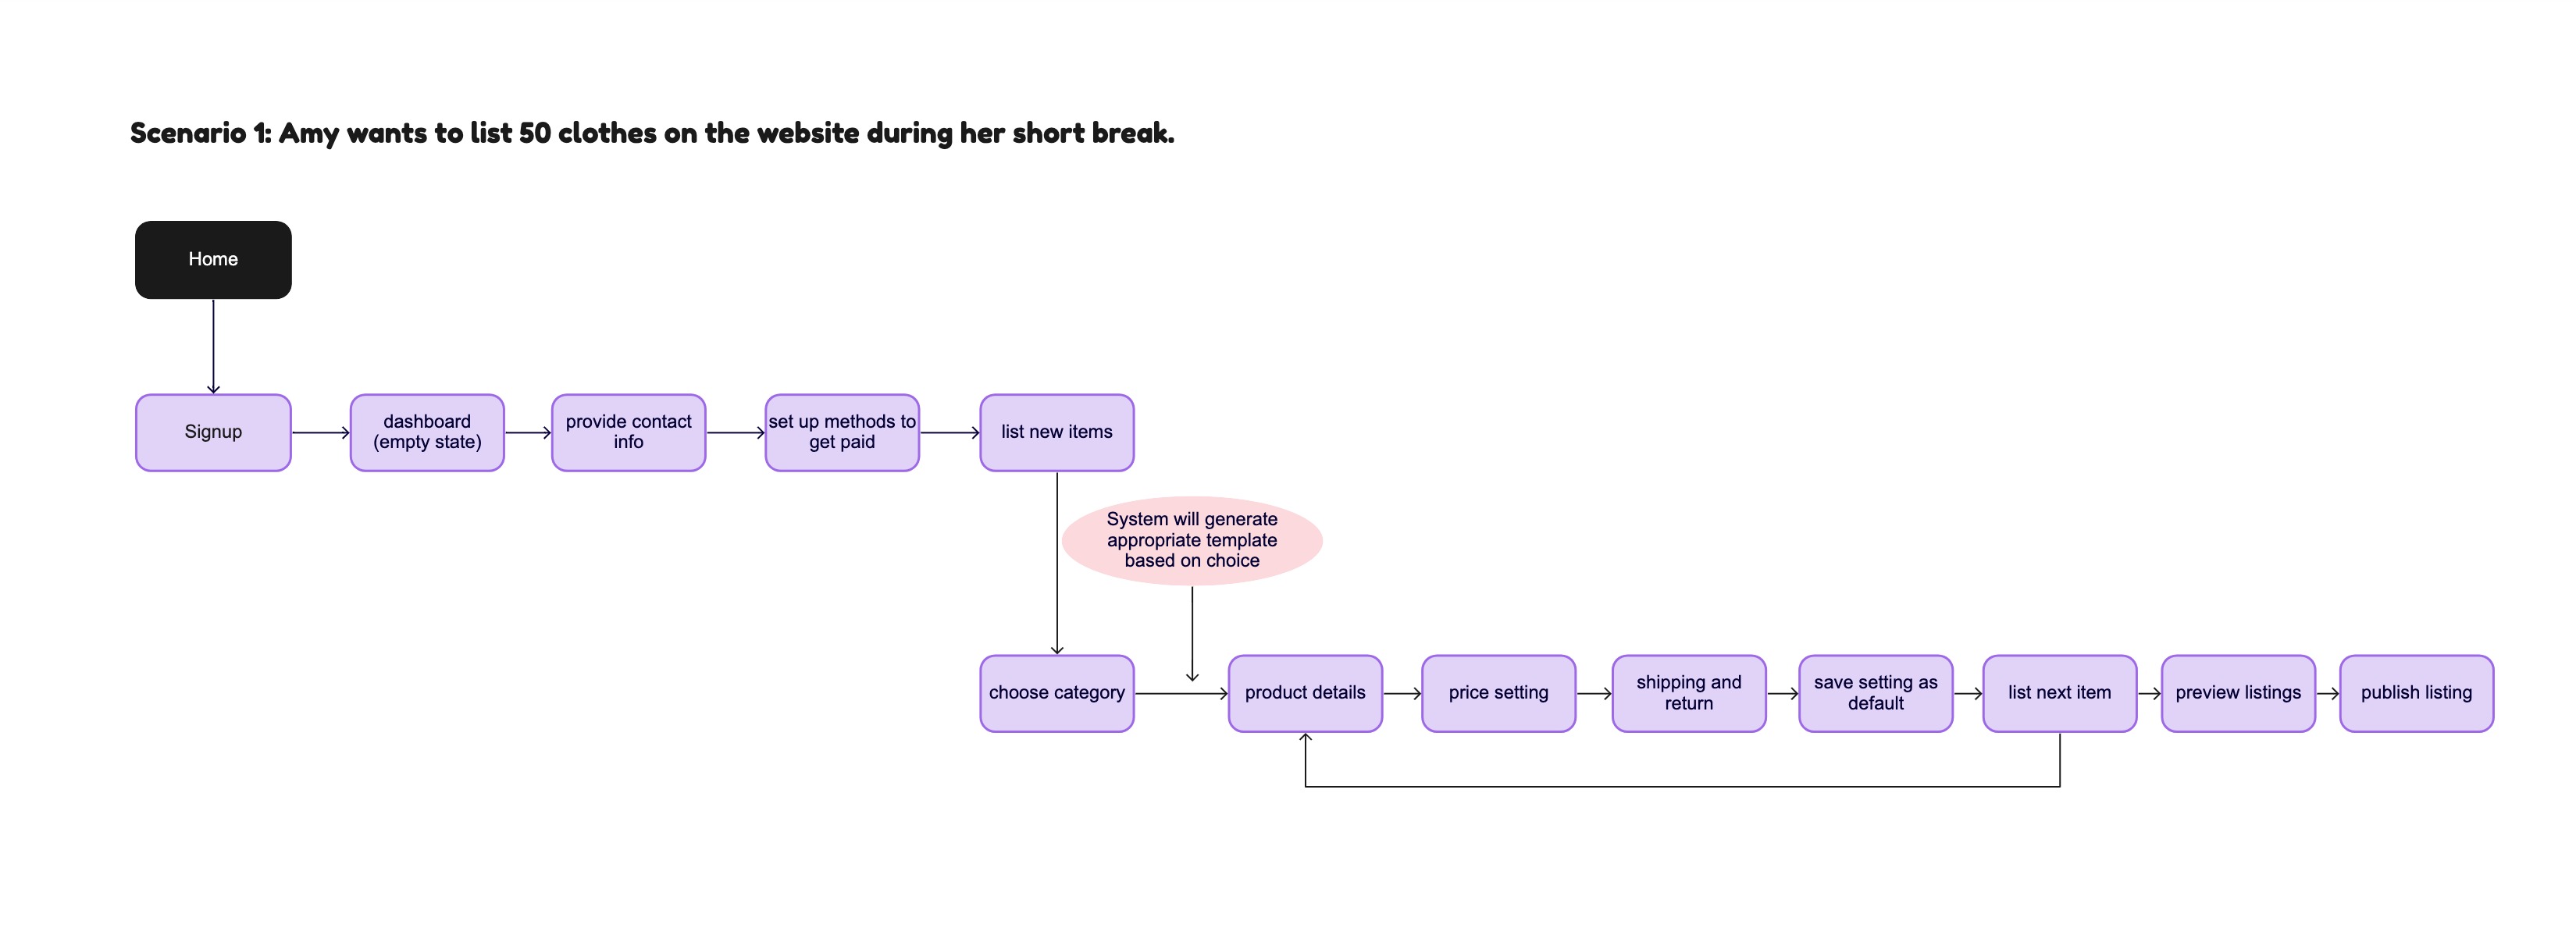 Scenario 1: Amy wants to list 50 clothes on the website during her short break.
Home
Signup
dashboard
(empty state)
provide contact
info
set up methods to
get paid
list new items
System will generate
appropriate template
based on choice
choose category
product details
price setting
shipping and
return
save setting as
default
list next item
preview listings
publish listing